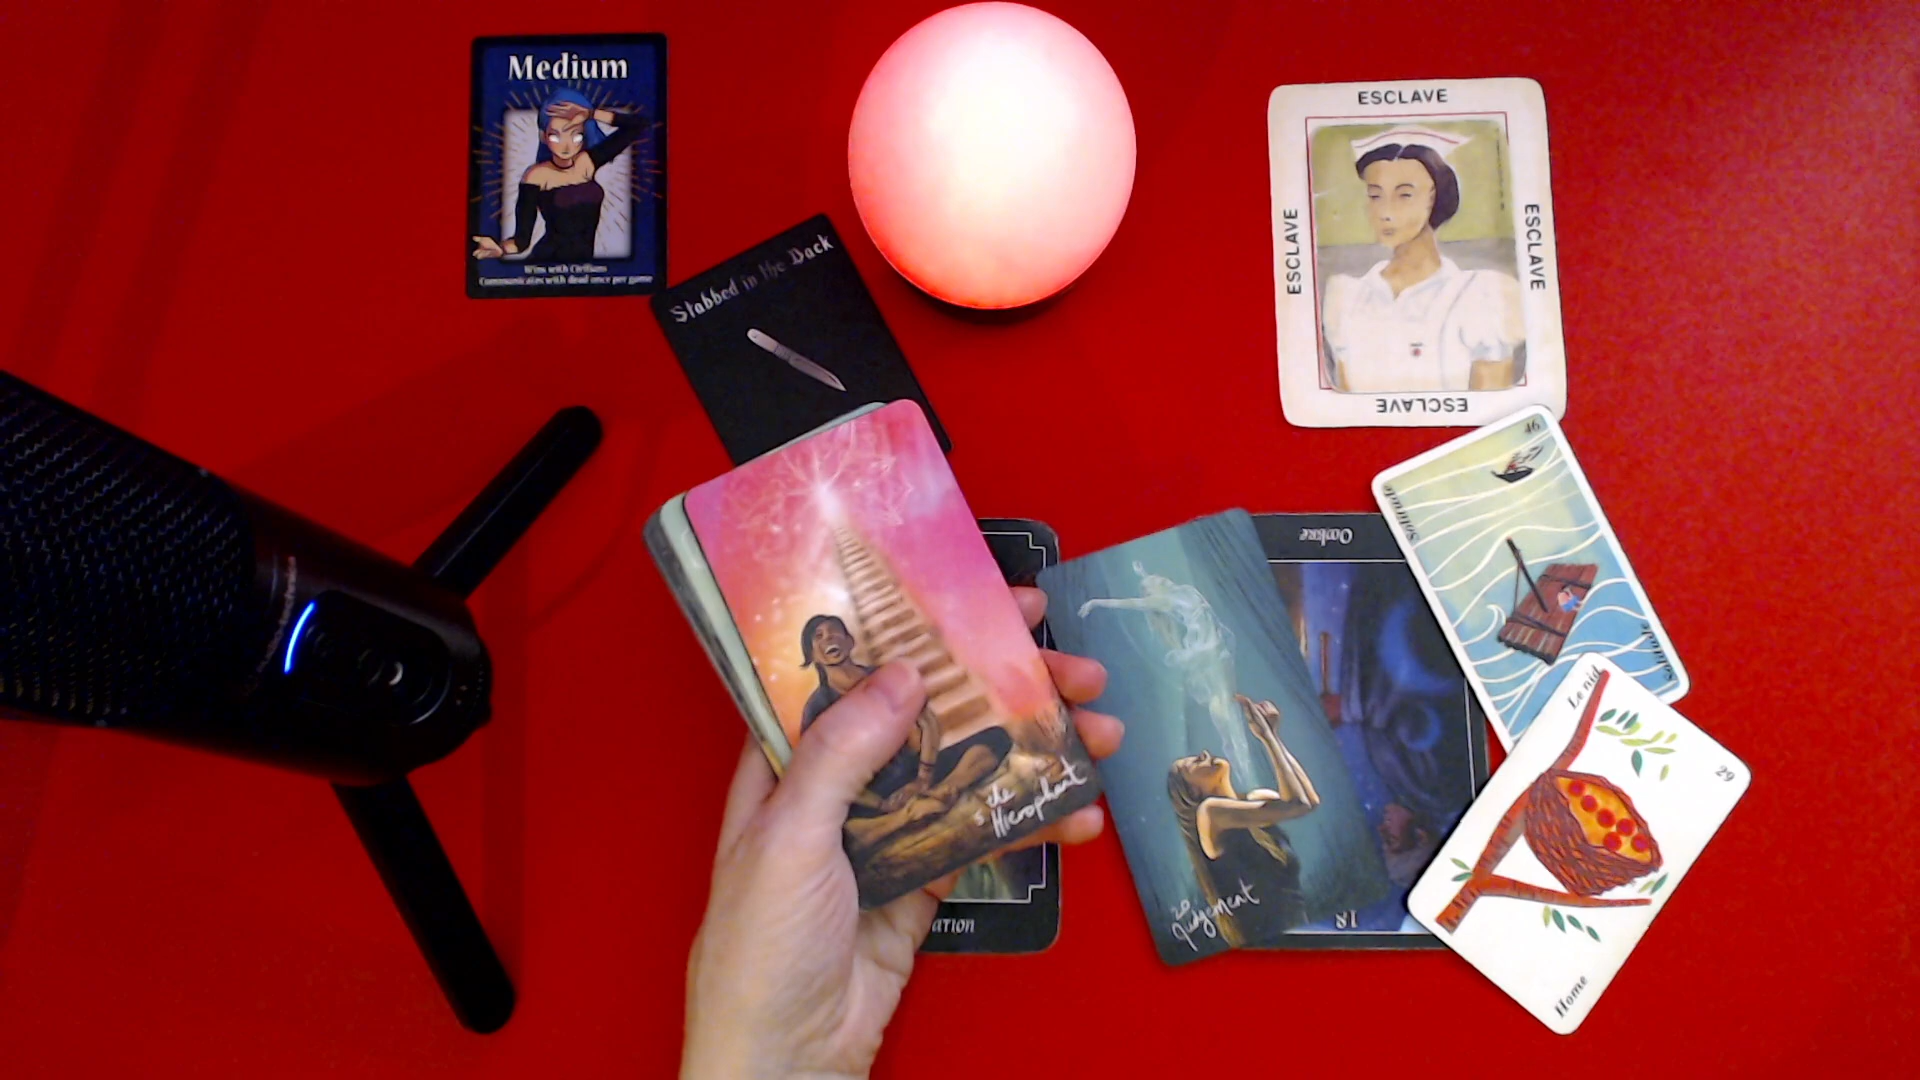 Medium
Wins with Civilians
Communicates with dead once per game
Stabbed in the Dack
ESCLAVE
ESCLAVE
ESCLAVE
ESCLAVE
46
Solitude
Solitude
Ombre
18
Le nid
29
Home
5 the
Hierophant
20
Judgement
ation